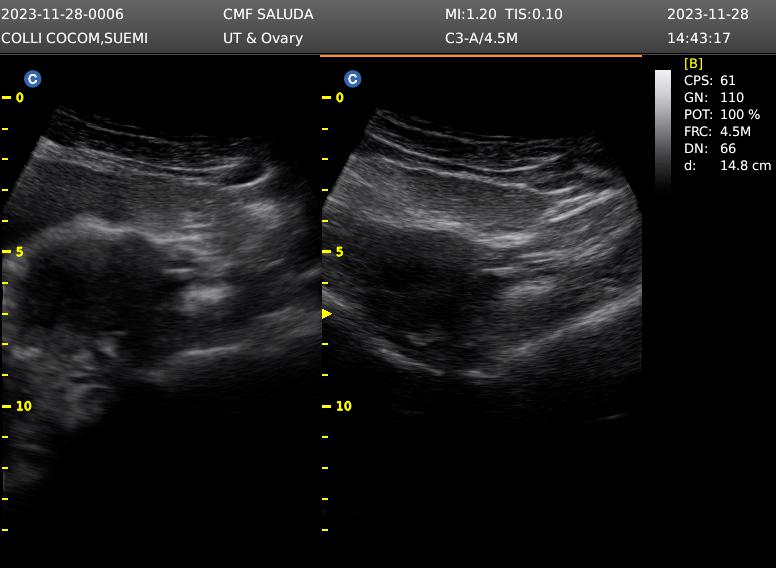 2023-11-28-0006 CMF SALUDA MI:1.20 TIS:0.10 2023-11-28
COLLI COCOM,SUEMI UT & Ovary C3-A/4.5M 14:43:17
[B]
CPS: 61
GN: 110
POT: 100 %
FRC: 4.5M
DN: 66
d: 14.8 cm
C C
0 0
5 5
10 10